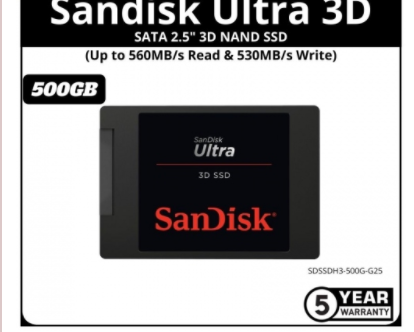 Sandisk Ultra 3D
SATA 2.5" 3D NAND SSD
(Up to 560MB/s Read & 530MB/s Write)
500GB
SanDisk
Ultra
3D SSD
SanDisk®
SDSSDH3-500G-G25
5 YEAR
WARRANTY